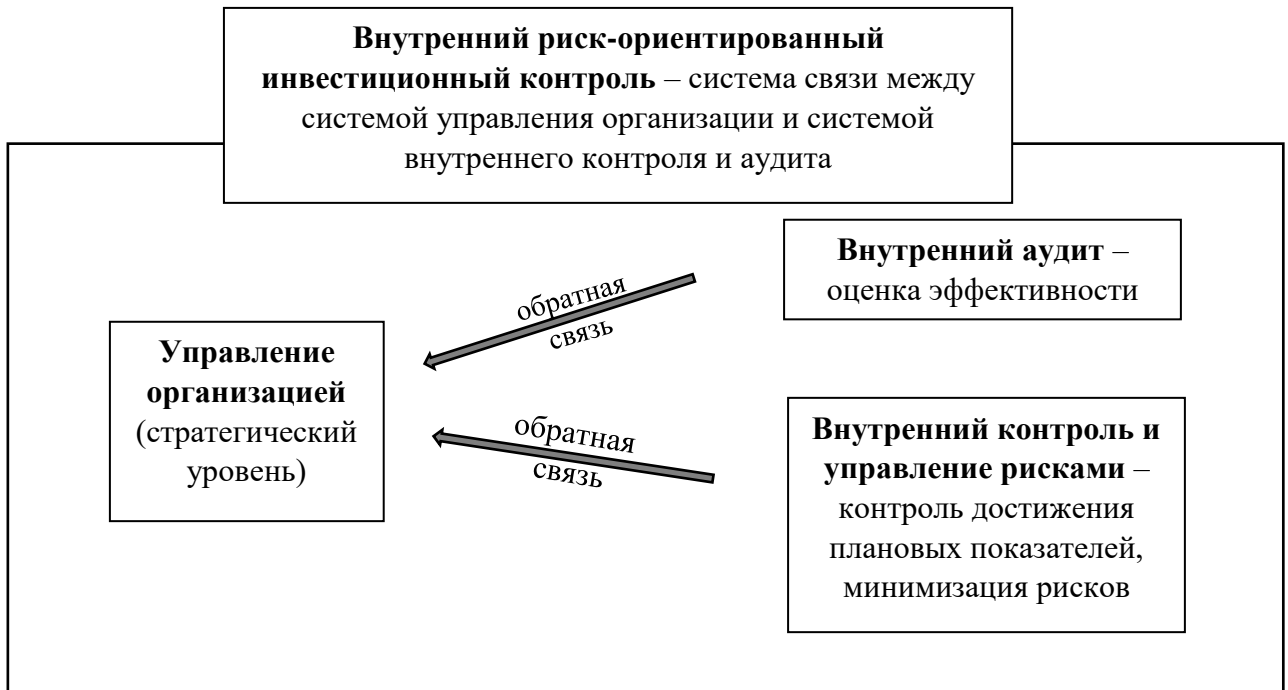 Внутренний риск-ориентированный
инвестиционный контроль – система связи между
системой управления организации и системой
внутреннего контроля и аудита
Внутренний аудит –
оценка эффективности
обратная
связь
Управление
организацией
(стратегический
уровень)
обратная
связь
Внутренний контроль и
управление рисками –
контроль достижения
плановых показателей,
минимизация рисков